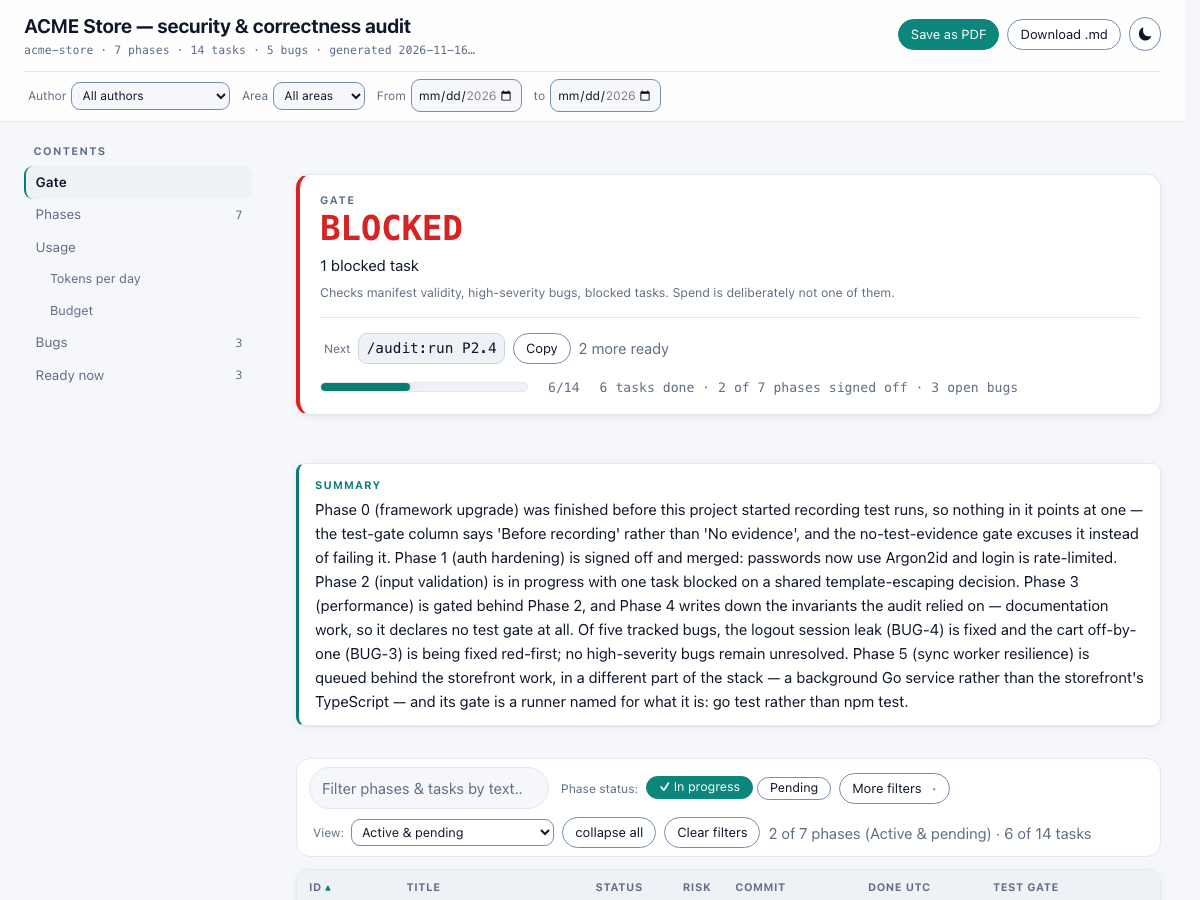 ACME Store — security & correctness audit
acme-store · 7 phases · 14 tasks · 5 bugs · generated 2026-11-16…
Save as PDF
Download .md
Author All authors Area All areas From mm/dd/2026 to mm/dd/2026
CONTENTS
Gate
Phases 7
Usage
Tokens per day
Budget
Bugs 3
Ready now 3
GATE
BLOCKED
1 blocked task
Checks manifest validity, high-severity bugs, blocked tasks. Spend is deliberately not one of them.
Next /audit:run P2.4 Copy 2 more ready
6/14 6 tasks done · 2 of 7 phases signed off · 3 open bugs
SUMMARY
Phase 0 (framework upgrade) was finished before this project started recording test runs, so nothing in it points at one —
the test-gate column says 'Before recording' rather than 'No evidence', and the no-test-evidence gate excuses it instead
of failing it. Phase 1 (auth hardening) is signed off and merged: passwords now use Argon2id and login is rate-limited.
Phase 2 (input validation) is in progress with one task blocked on a shared template-escaping decision. Phase 3
(performance) is gated behind Phase 2, and Phase 4 writes down the invariants the audit relied on — documentation
work, so it declares no test gate at all. Of five tracked bugs, the logout session leak (BUG-4) is fixed and the cart off-by-
one (BUG-3) is being fixed red-first; no high-severity bugs remain unresolved. Phase 5 (sync worker resilience) is
queued behind the storefront work, in a different part of the stack — a background Go service rather than the storefront's
TypeScript — and its gate is a runner named for what it is: go test rather than npm test.
Filter phases & tasks by text.. Phase status: ✓ In progress Pending More filters ·
View: Active & pending collapse all Clear filters 2 of 7 phases (Active & pending) · 6 of 14 tasks
ID ▲ TITLE STATUS RISK COMMIT DONE UTC TEST GATE